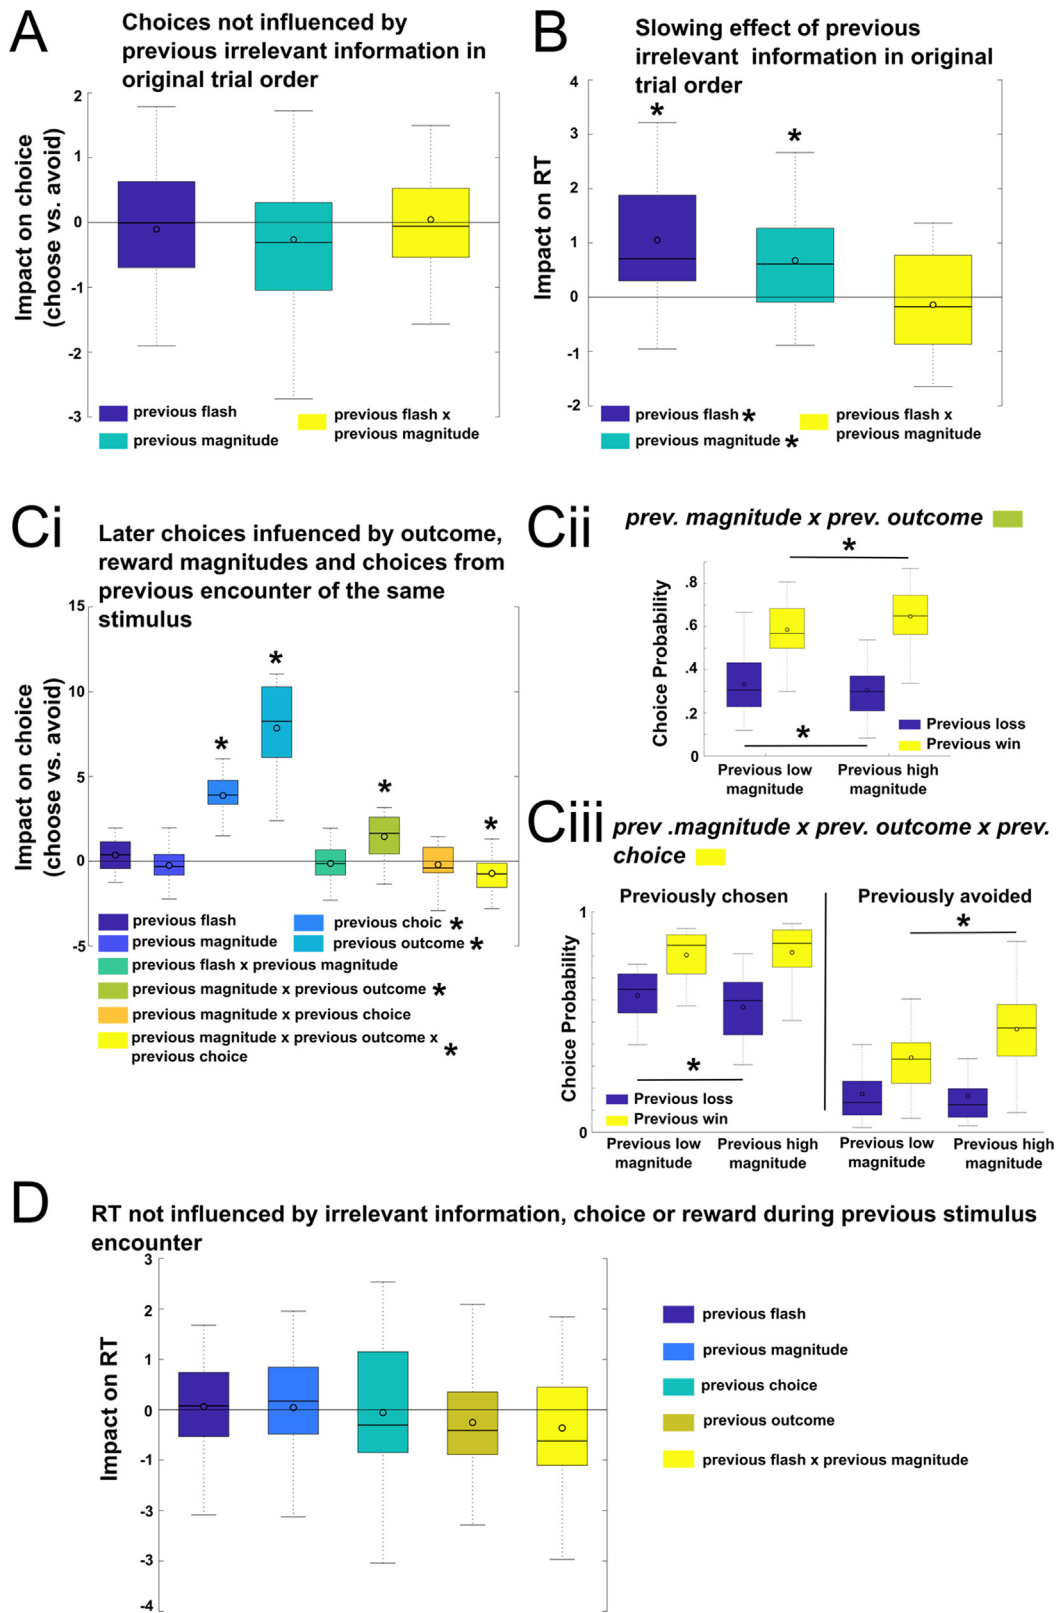 A
Choices not influenced by
previous irrelevant information in
original trial order
Impact on choice
(choose vs. avoid)
2
1
0
-1
-2
-3
previous flash
previous magnitude
previous flash x
previous magnitude
B
Slowing effect of previous
irrelevant information in original
trial order
Impact on RT
4
3
2
1
0
-1
-2
*
*
previous flash *
previous magnitude *
previous flash x
previous magnitude
Ci
Later choices infuenced by outcome,
reward magnitudes and choices from
previous encounter of the same
stimulus
Impact on choice
(choose vs. avoid)
15
10
5
0
-5
*
*
*
*
previous flash
previous magnitude
previous choic *
previous outcome *
previous flash x previous magnitude
previous magnitude x previous outcome *
previous magnitude x previous choice
previous magnitude x previous outcome x
previous choice *
Cii
prev. magnitude x prev. outcome
Choice Probability
.8
.6
.4
.2
0
*
*
Previous loss
Previous win
Previous low
magnitude
Previous high
magnitude
Ciii
prev .magnitude x prev. outcome x prev.
choice
Previously chosen
Previously avoided
Choice Probability
1
0
*
*
Previous loss
Previous win
Previous low
magnitude
Previous high
magnitude
Previous low
magnitude
Previous high
magnitude
D
RT not influenced by irrelevant information, choice or reward during previous stimulus
encounter
Impact on RT
3
2
1
0
-1
-3
-3
-4
previous flash
previous magnitude
previous choice
previous outcome
previous flash x previous magnitude